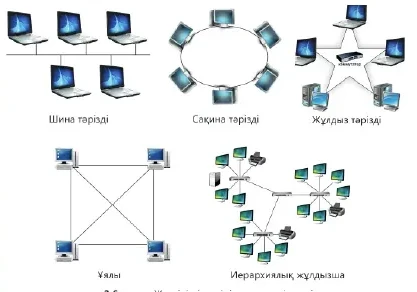 Шина тәрізді
Сақина тәрізді
Жұлдыз тәрізді
Ұялы
Иерархиялық жұлдызша